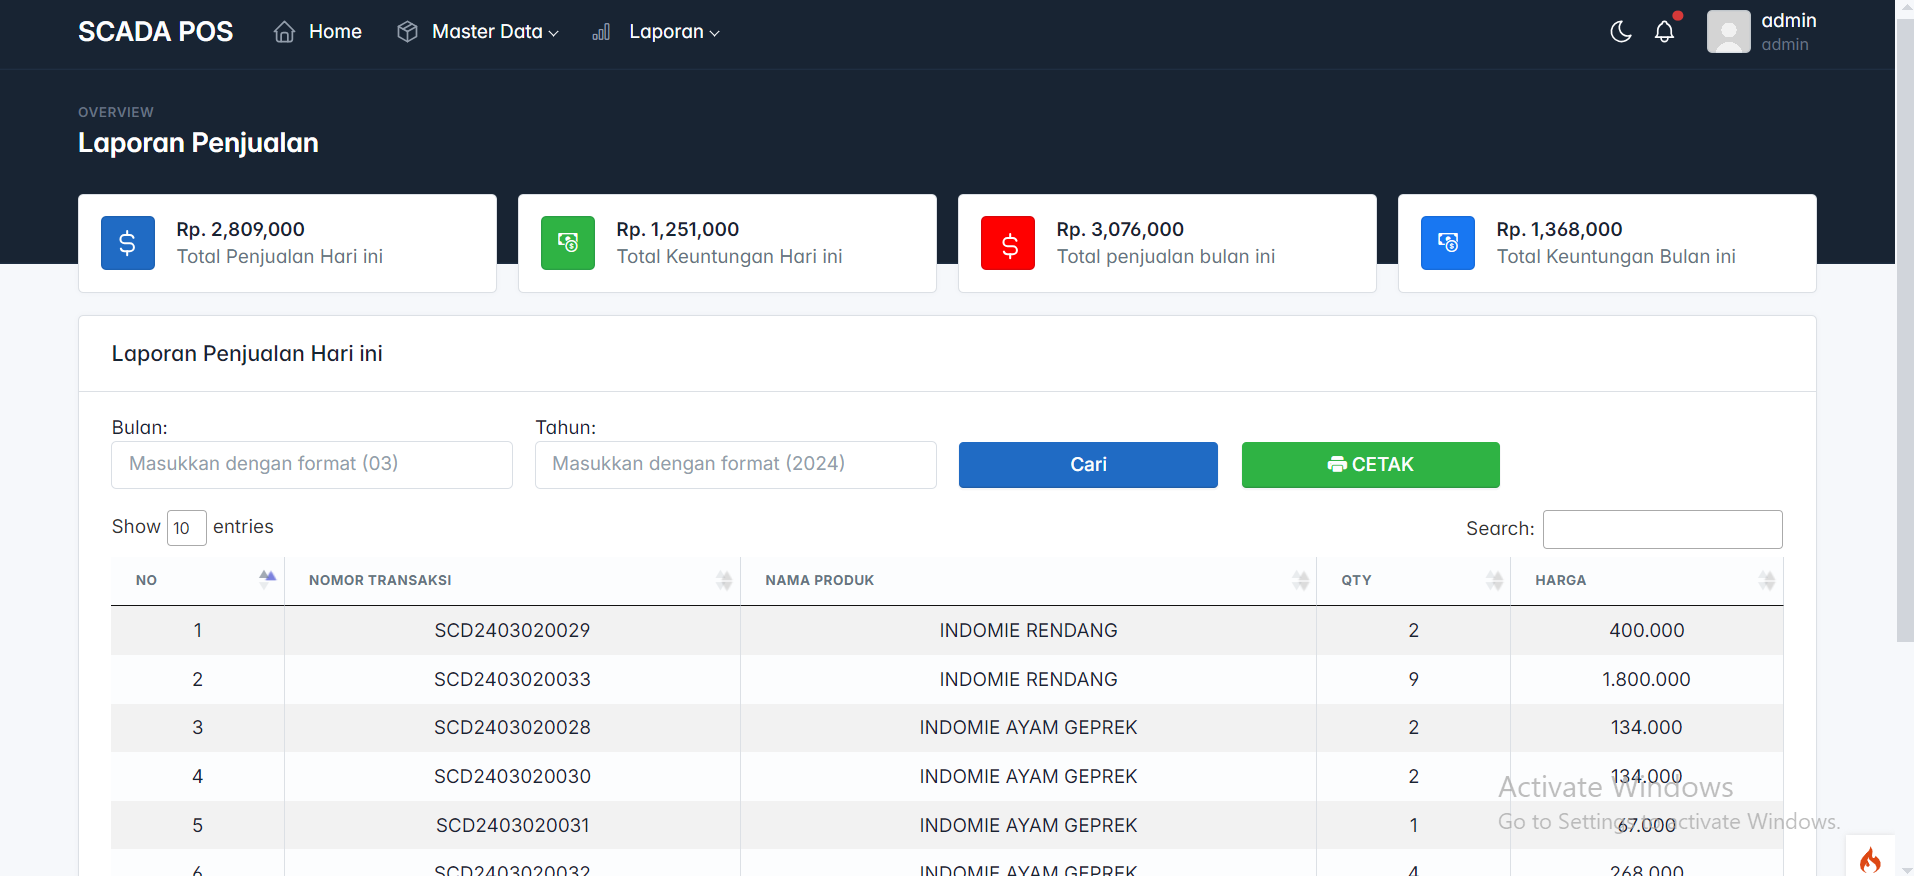 SCADA POS
Home
Master Data
Laporan
admin
admin
OVERVIEW
Laporan Penjualan
Rp. 2,809,000
Total Penjualan Hari ini
Rp. 1,251,000
Total Keuntungan Hari ini
Rp. 3,076,000
Total penjualan bulan ini
Rp. 1,368,000
Total Keuntungan Bulan ini
Laporan Penjualan Hari ini
Bulan:
Tahun:
Masukkan dengan format (03)
Masukkan dengan format (2024)
Cari
CETAK
Show 10 entries
Search:
NO NOMOR TRANSAKSI NAMA PRODUK QTY HARGA
1 SCD2403020029 INDOMIE RENDANG 2 400.000
2 SCD2403020033 INDOMIE RENDANG 9 1.800.000
3 SCD2403020028 INDOMIE AYAM GEPREK 2 134.000
4 SCD2403020030 INDOMIE AYAM GEPREK 2 134.000
5 SCD2403020031 INDOMIE AYAM GEPREK 1 67.000
6 SCD2403020032 INDOMIE AYAM GEPREK 4 268.000
Activate Windows
Go to Settings to activate Windows.